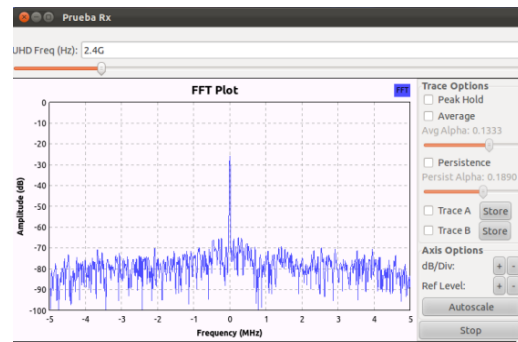 Prueba Rx
UHD Freq (Hz): 2.4G
FFT Plot
FFT
Trace Options
Peak Hold
Average
Avg Alpha: 0.1333
Persistence
Persist Alpha: 0.1890
Trace A Store
Trace B Store
Axis Options
dB/Div: + -
Ref Level: + -
Autoscale
Stop
Amplitude (dB)
0
-10
-20
-30
-40
-50
-60
-70
-80
-90
-100
-5 -4 -3 -2 -1 0 1 2 3 4 5
Frequency (MHz)